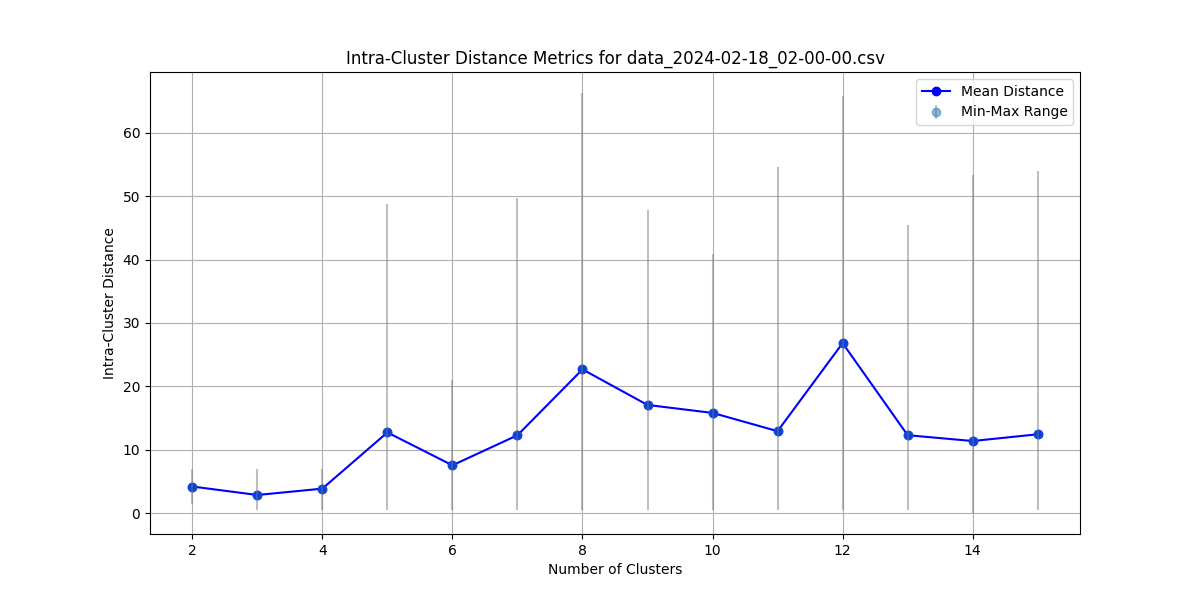 Intra-Cluster Distance Metrics for data_2024-02-18_02-00-00.csv
Mean Distance
Min-Max Range
Intra-Cluster Distance
60
50
40
30
20
10
0
2 4 6 8 10 12 14
Number of Clusters